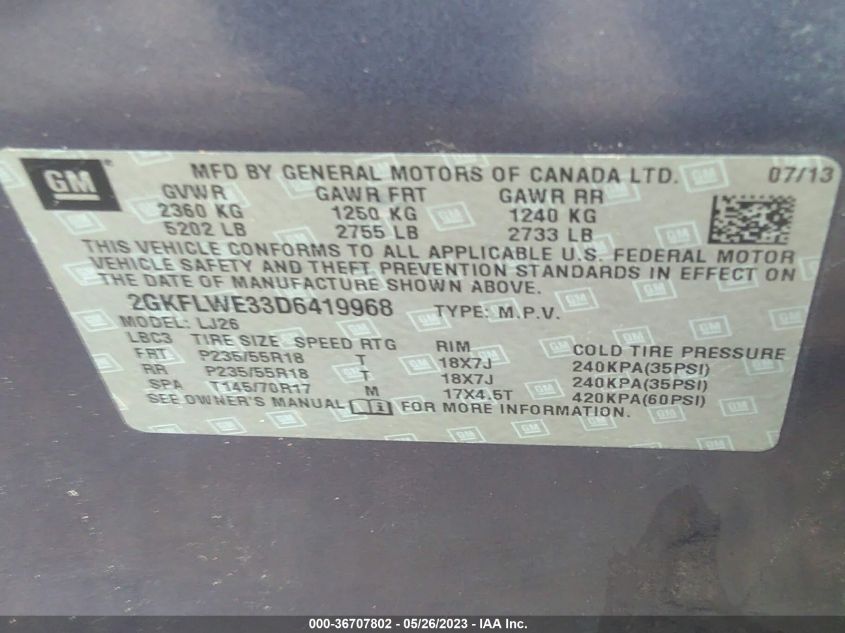 GM ® MFD BY GENERAL MOTORS OF CANADA LTD. 07/13
GVWR GAWR FRT GAWR RR
2360 KG 1250 KG 1240 KG
5202 LB 2755 LB 2733 LB
THIS VEHICLE CONFORMS TO ALL APPLICABLE U.S. FEDERAL MOTOR
VEHICLE SAFETY AND THEFT PREVENTION STANDARDS IN EFFECT ON
THE DATE OF MANUFACTURE SHOWN ABOVE.
2GKFLWE33D6419968 TYPE: M.P.V.
MODEL: LJ26
LBC3 TIRE SIZE SPEED RTG RIM COLD TIRE PRESSURE
FRT P235/55R18 T 18X7J 240KPA(35PSI)
RR P235/55R18 T 18X7J 240KPA(35PSI)
SPA T145/70R17 M 17X4.5T 420KPA(60PSI)
SEE OWNER'S MANUAL FOR MORE INFORMATION.
000-36707802 - 05/26/2023 - IAA Inc.